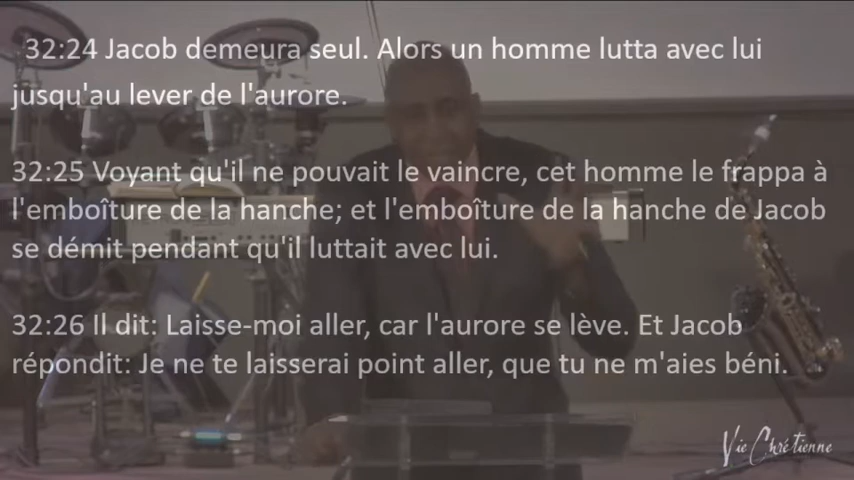 32:24 Jacob demeura seul. Alors un homme lutta avec lui
jusqu'au lever de l'aurore.
32:25 Voyant qu'il ne pouvait le vaincre, cet homme le frappa à
l'emboîture de la hanche; et l'emboîture de la hanche de Jacob
se démit pendant qu'il luttait avec lui.
32:26 Il dit: Laisse-moi aller, car l'aurore se lève. Et Jacob
répondit: Je ne te laisserai point aller, que tu ne m'aies béni.
Vie Chrétienne